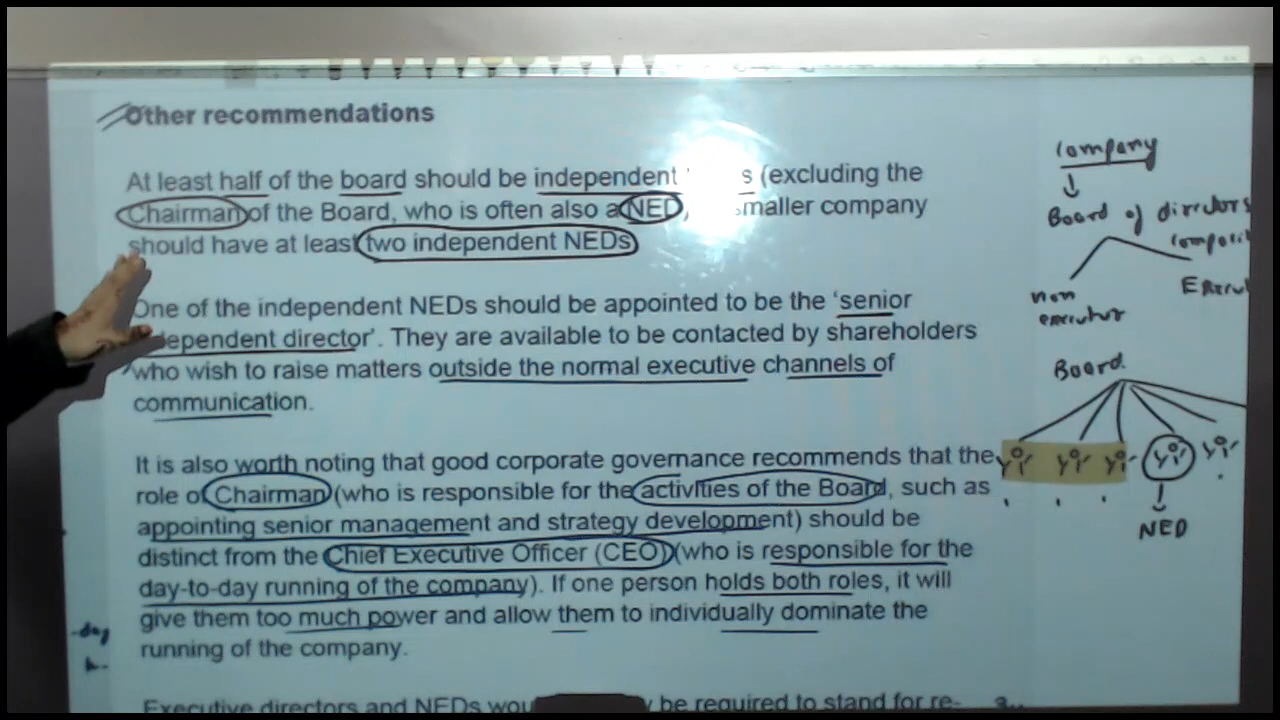 Other recommendations
At least half of the board should be independent s (excluding the
Chairman of the Board, who is often also a NED, maller company
should have at least two independent NEDs
One of the independent NEDs should be appointed to be the ‘senior
ependent director’. They are available to be contacted by shareholders
who wish to raise matters outside the normal executive channels of
communication.
It is also worth noting that good corporate governance recommends that the
role of Chairman (who is responsible for the activities of the Board, such as
appointing senior management and strategy development) should be
distinct from the Chief Executive Officer (CEO) (who is responsible for the
day-to-day running of the company). If one person holds both roles, it will
give them too much power and allow them to individually dominate the
running of the company.
Executive directors and NEDs wou y be required to stand for re-
Company
Board of directors
Non
Board
NED
-day